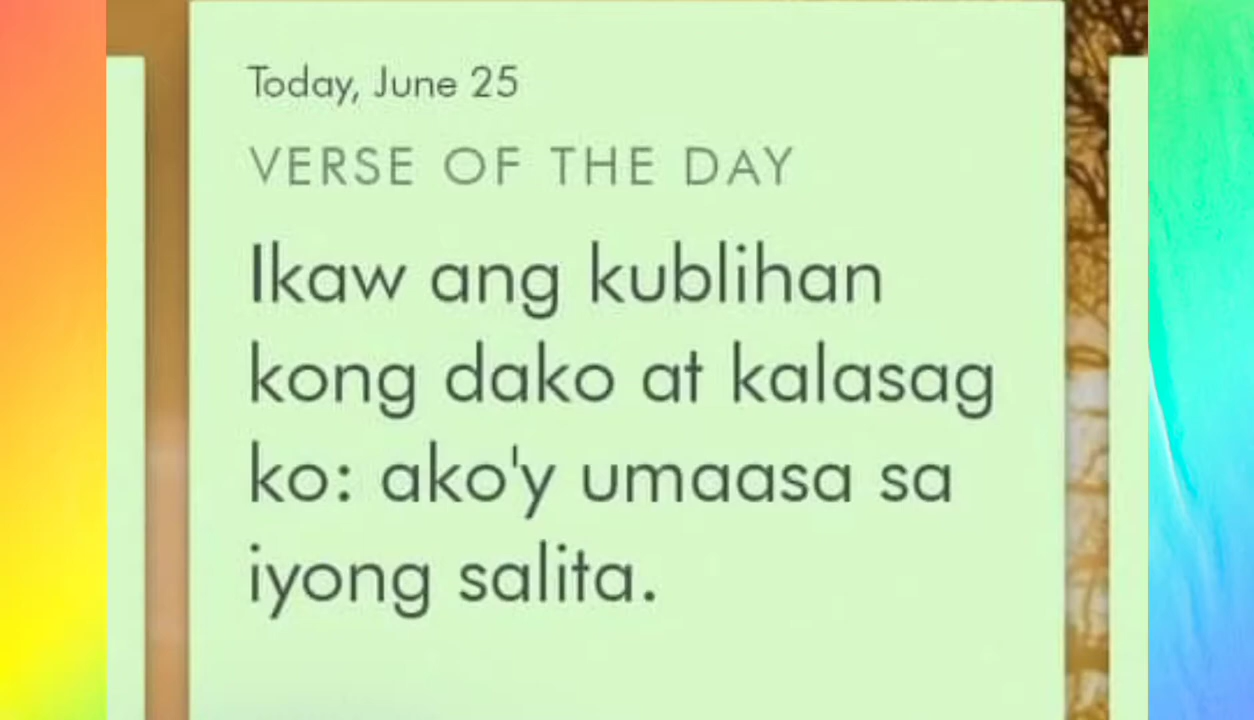 Today, June 25
VERSE OF THE DAY
Ikaw ang kublihan
kong dako at kalasag
ko: ako'y umaasa sa
iyong salita.